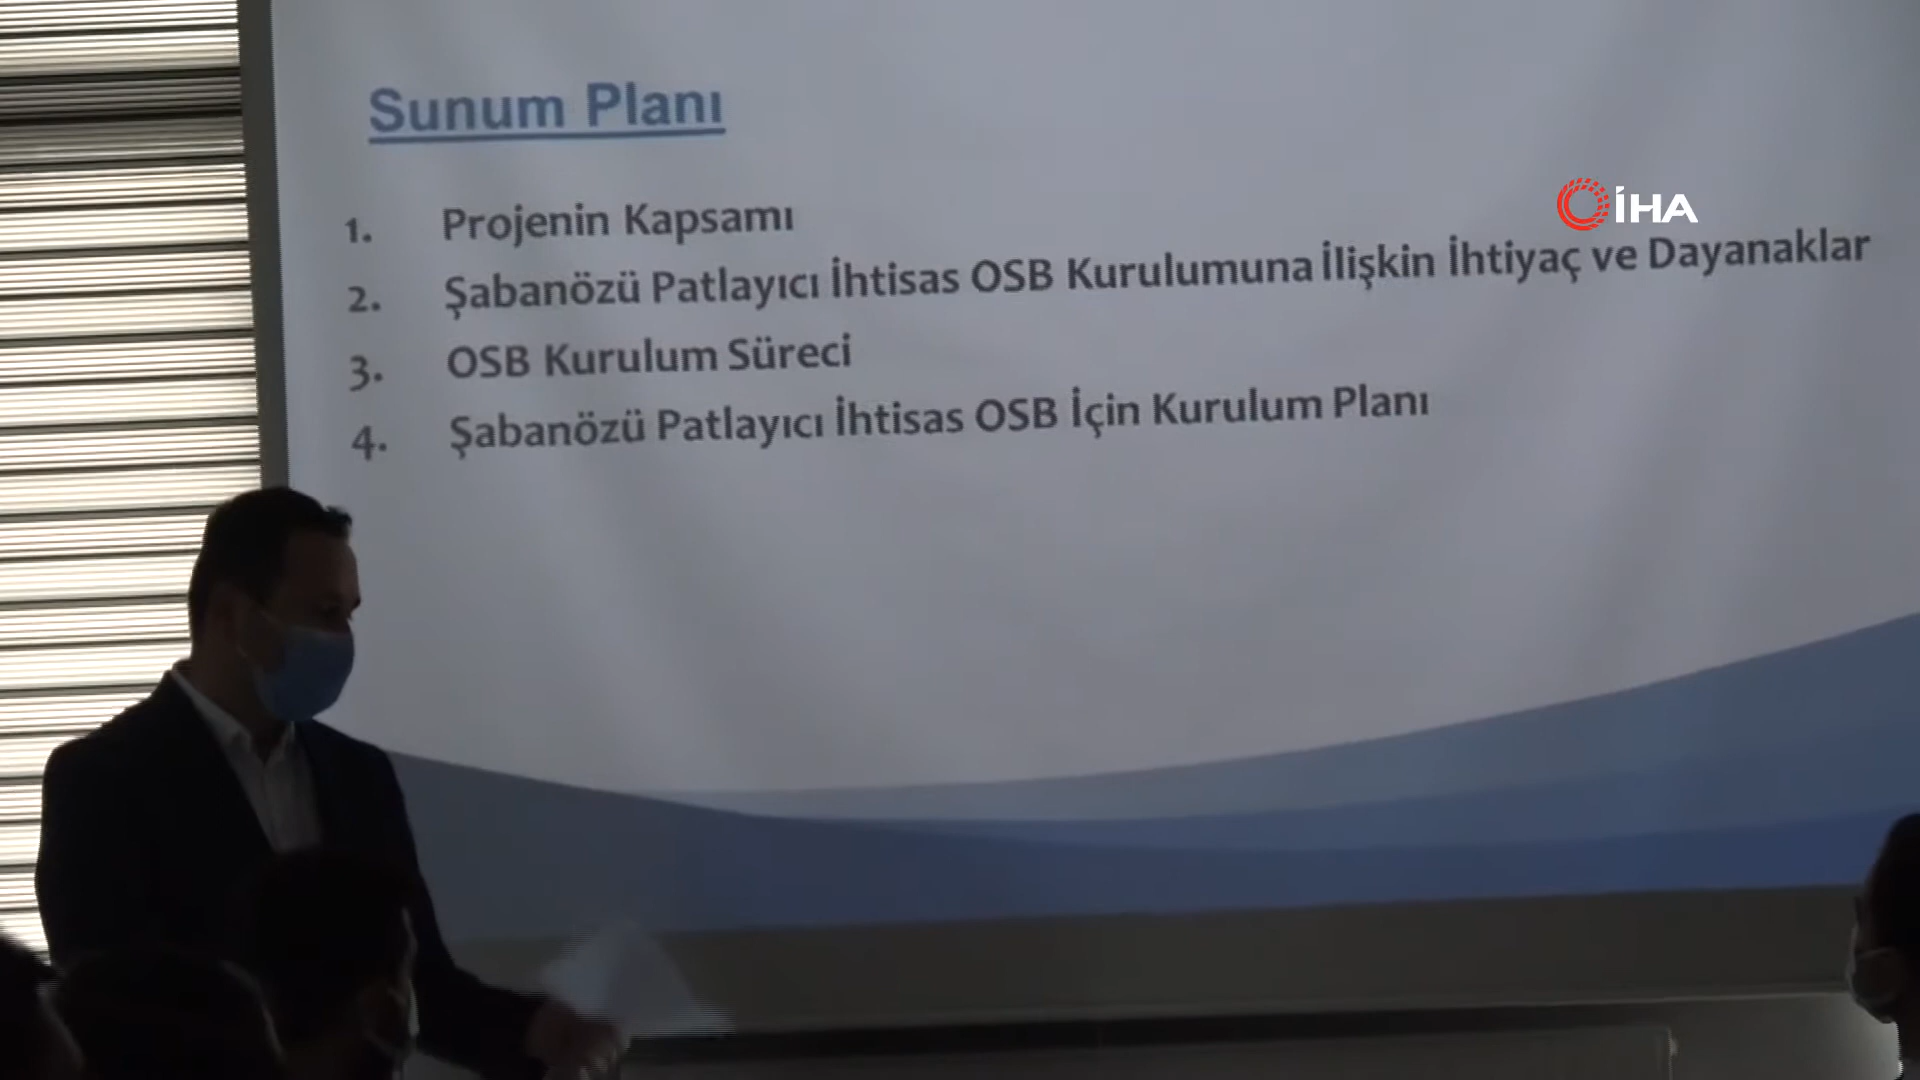 Sunum Planı
İHA
1. Projenin Kapsamı
2. Şabanözü Patlayıcı İhtisas OSB Kurulumuna İlişkin İhtiyaç ve Dayanaklar
3. OSB Kurulum Süreci
4. Şabanözü Patlayıcı İhtisas OSB İçin Kurulum Planı